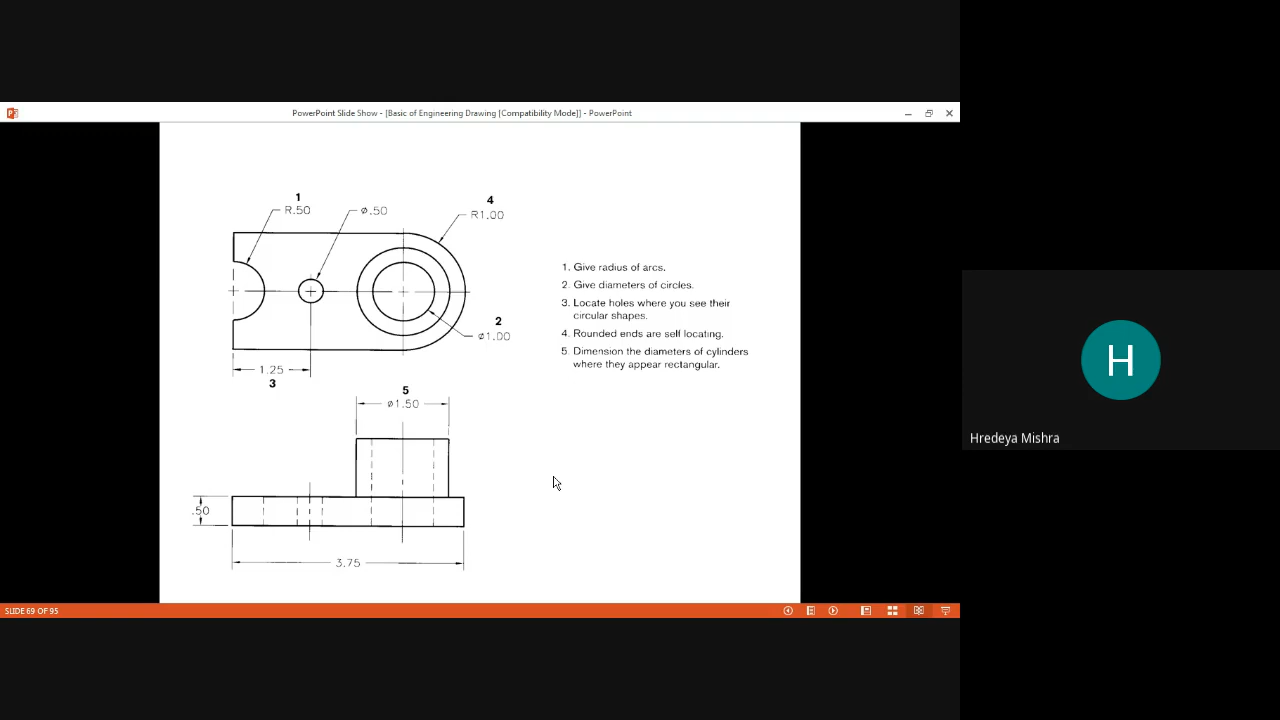 PowerPoint Slide Show - [Basic of Engineering Drawing [Compatibility Mode]] - PowerPoint
1
R.50
⌀.50
4
R1.00
2
⌀1.00
1.25
3
1. Give radius of arcs.
2. Give diameters of circles.
3. Locate holes where you see their
circular shapes.
4. Rounded ends are self locating.
5. Dimension the diameters of cylinders
where they appear rectangular.
5
⌀1.50
.50
3.75
H
Hredeya Mishra
SLIDE 69 OF 95